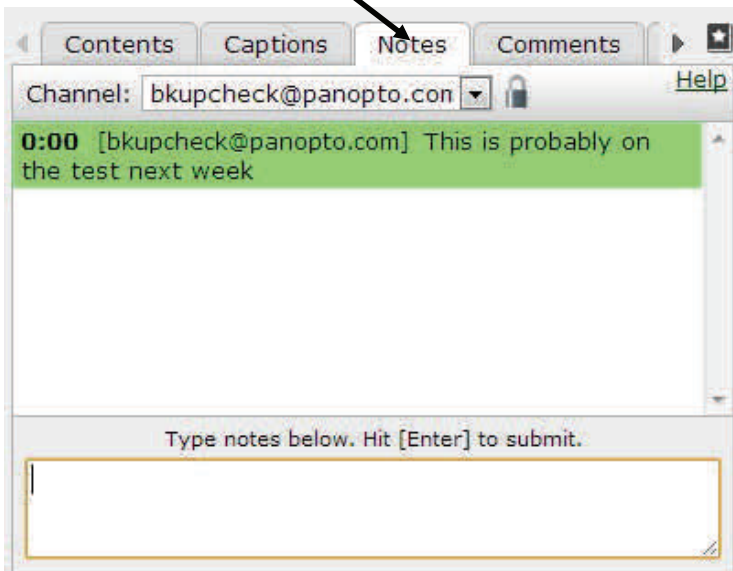 Contents Captions Notes Comments
Channel: bkupcheck@panopto.con Help
0:00 [bkupcheck@panopto.com] This is probably on
the test next week
Type notes below. Hit [Enter] to submit.